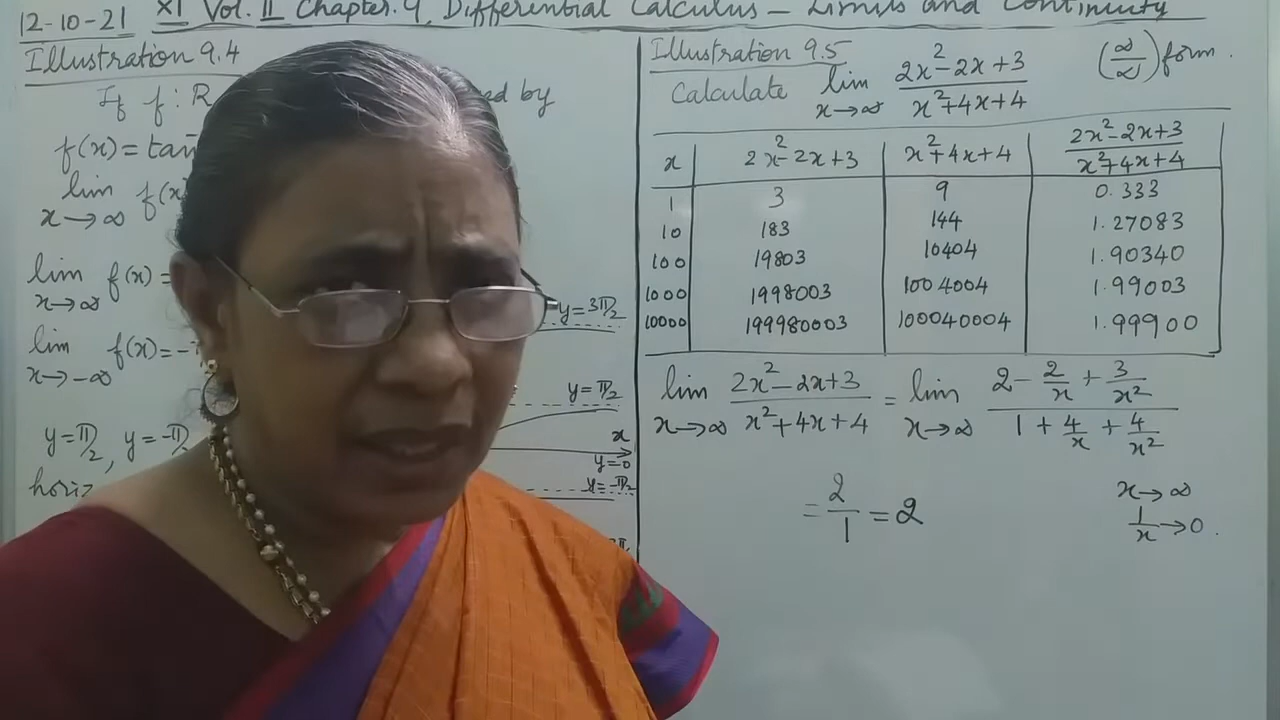 12-10-21 XI Vol. II Chapter. 9, Differential Calculus - Limits and Continuity
Illustration 9.4
If f : R ed by
f(x) = tan
lim f(x)
x→∞
lim f(x) =
x→∞
lim f(x) = -
x→-∞
y = π/2, y = -π/2
horiz
y = 3π/2
y = π/2
x
y = 0
y = -π/2
Illustration 9.5
Calculate lim x→∞ (2x²-2x+3)/(x²+4x+4) (∞/∞) form.
x 2x²-2x+3 x²+4x+4 (2x²-2x+3)/(x²+4x+4)
1 3 9 0.333
10 183 144 1.27083
100 19803 10404 1.90340
1000 1998003 1004004 1.99003
10000 199980003 100040004 1.99900
lim x→∞ (2x²-2x+3)/(x²+4x+4) = lim x→∞ (2 - 2/x + 3/x²)/(1 + 4/x + 4/x²)
= 2/1 = 2
x→∞
1/x→0.